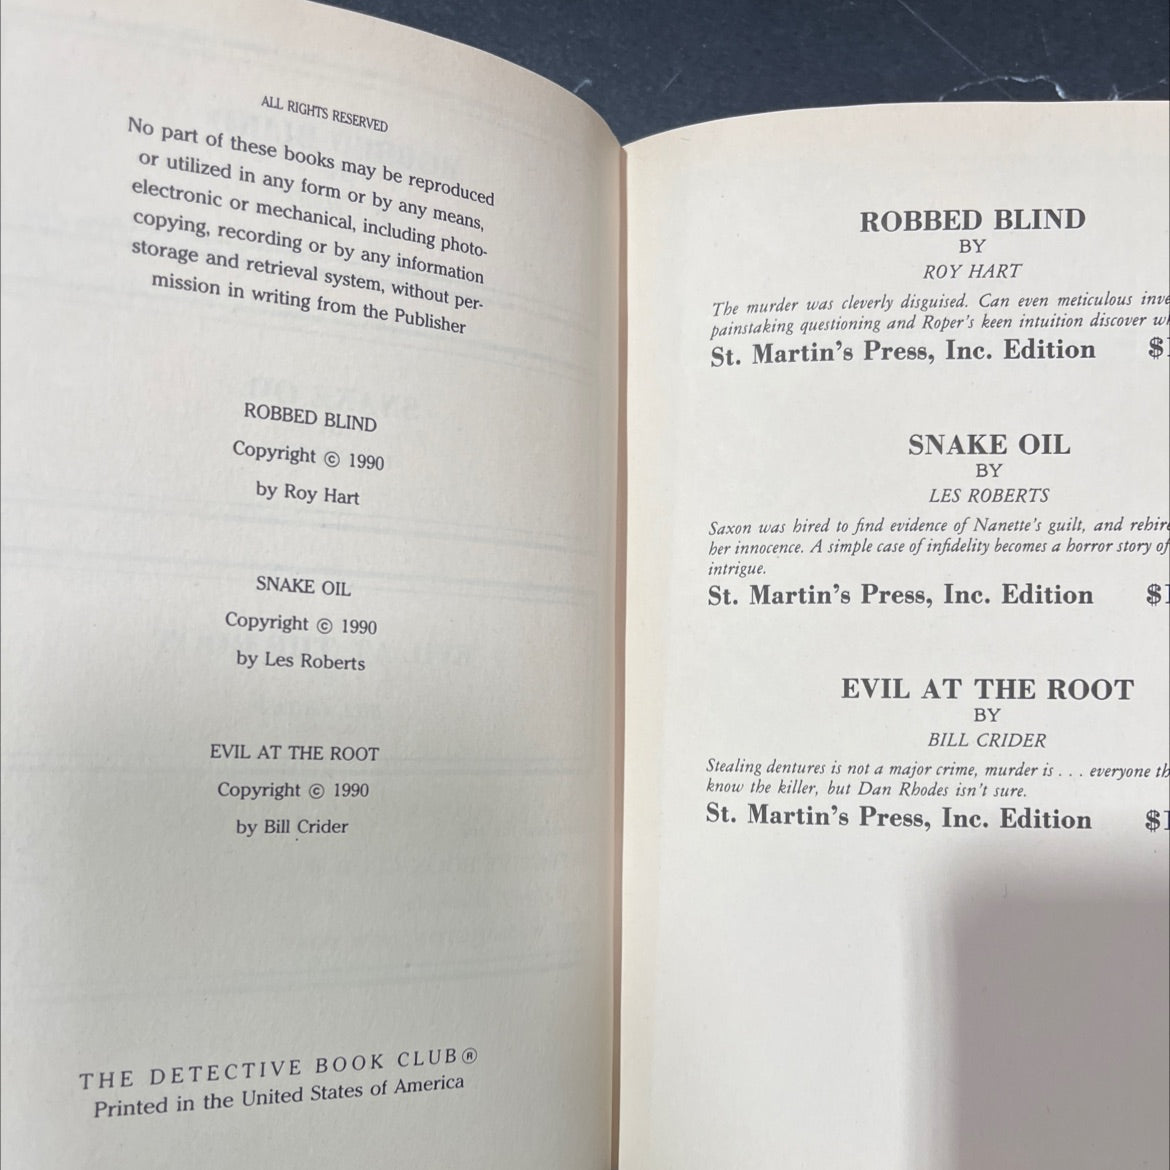 ALL RIGHTS RESERVED
No part of these books may be reproduced
or utilized in any form or by any means,
electronic or mechanical, including photo-
copying, recording or by any information
storage and retrieval system, without per-
mission in writing from the Publisher
ROBBED BLIND
Copyright © 1990
by Roy Hart
SNAKE OIL
Copyright © 1990
by Les Roberts
EVIL AT THE ROOT
Copyright © 1990
by Bill Crider
THE DETECTIVE BOOK CLUB®
Printed in the United States of America
ROBBED BLIND
BY
ROY HART
The murder was cleverly disguised. Can even meticulous inve
painstaking questioning and Roper's keen intuition discover w
St. Martin's Press, Inc. Edition $1
SNAKE OIL
BY
LES ROBERTS
Saxon was hired to find evidence of Nanette's guilt, and rehire
her innocence. A simple case of infidelity becomes a horror story of
intrigue.
St. Martin's Press, Inc. Edition $1
EVIL AT THE ROOT
BY
BILL CRIDER
Stealing dentures is not a major crime, murder is . . . everyone th
know the killer, but Dan Rhodes isn't sure.
St. Martin's Press, Inc. Edition $1